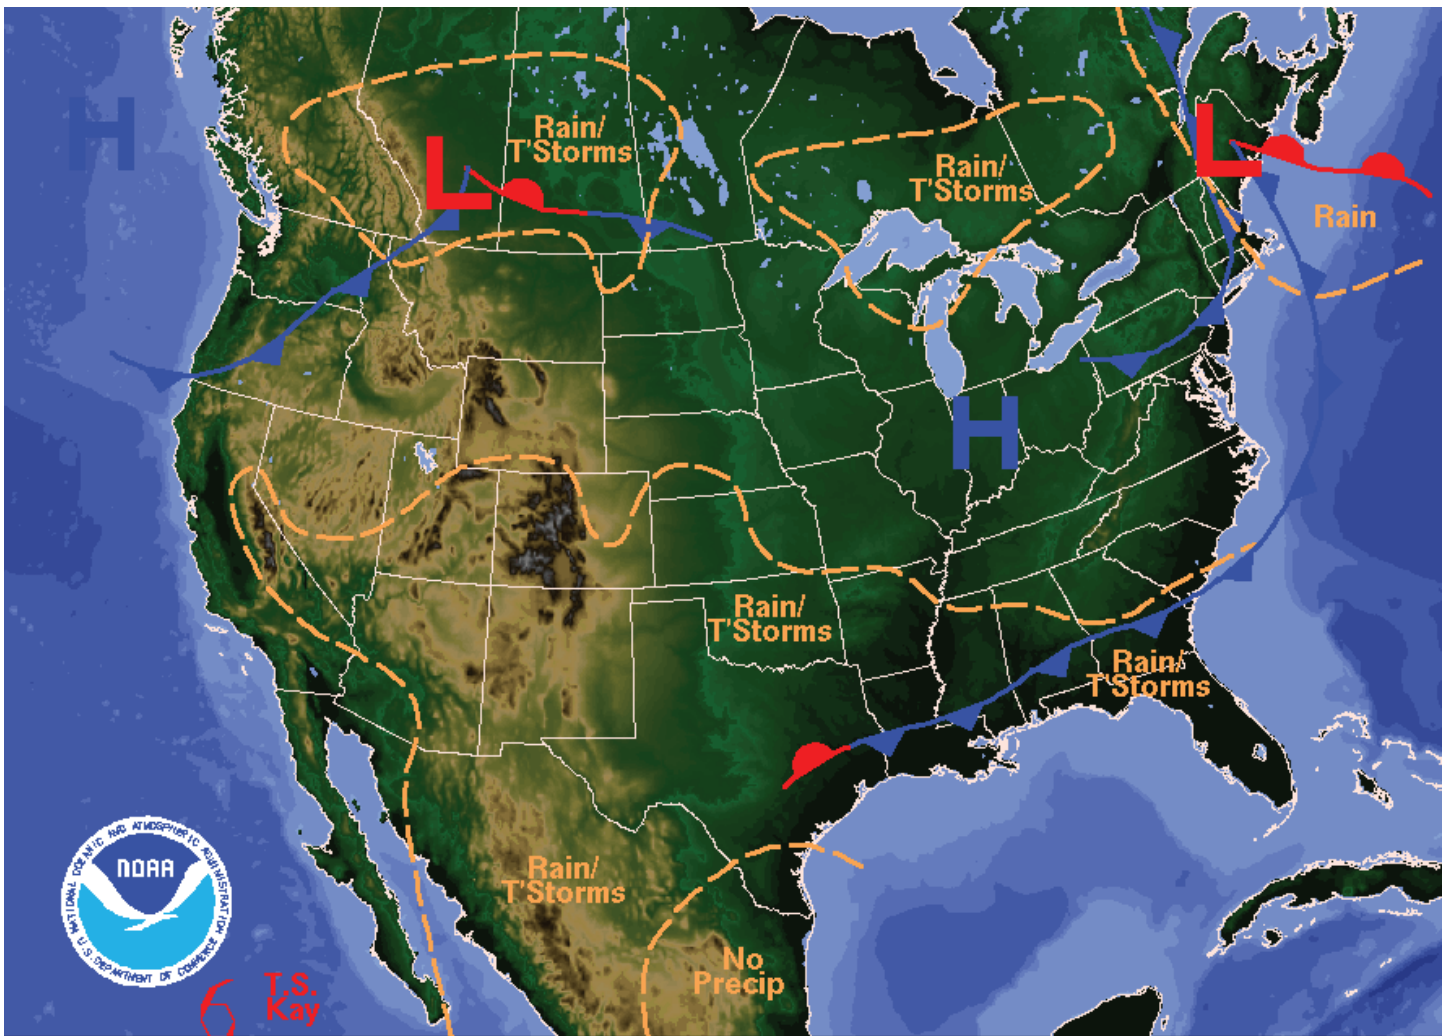 H
Rain/
T'Storms
L
Rain/
T'Storms
L
Rain
H
Rain/
T'Storms
Rain/
T'Storms
Rain/
T'Storms
No
Precip
NATIONAL OCEANIC AND ATMOSPHERIC ADMINISTRATION
NOAA
U.S. DEPARTMENT OF COMMERCE
T.S.
Kay